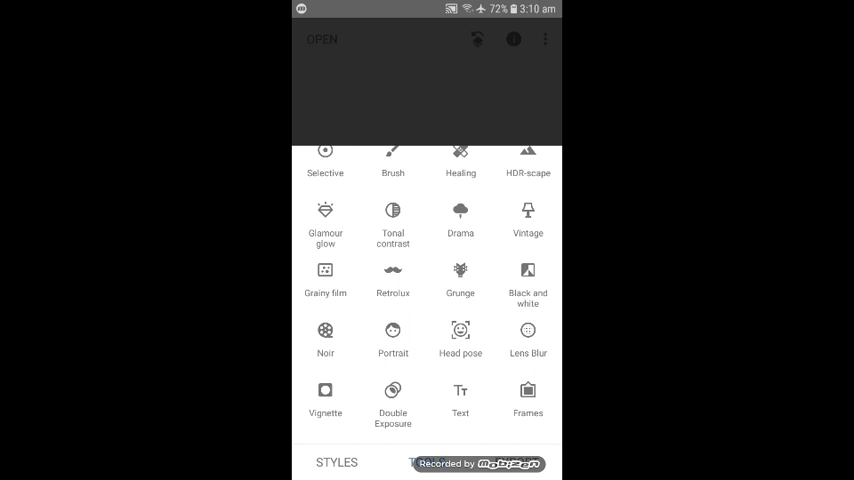 72% 3:10 am
OPEN
Selective Brush Healing HDR-scape
Glamour glow Tonal contrast Drama Vintage
Grainy film Retrolux Grunge Black and white
Noir Portrait Head pose Lens Blur
Vignette Double Exposure Text Frames
STYLES
Recorded by mobizen